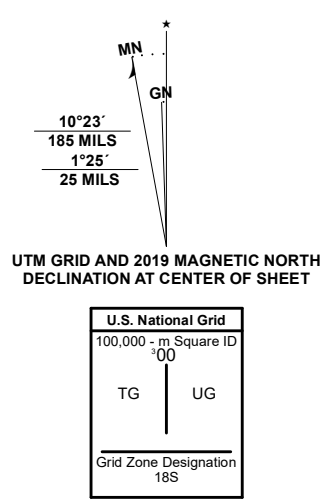 MN
GN
10°23´
185 MILS
1°25´
25 MILS
UTM GRID AND 2019 MAGNETIC NORTH
DECLINATION AT CENTER OF SHEET
U.S. National Grid
100,000 - m Square ID
³00
TG UG
Grid Zone Designation
18S